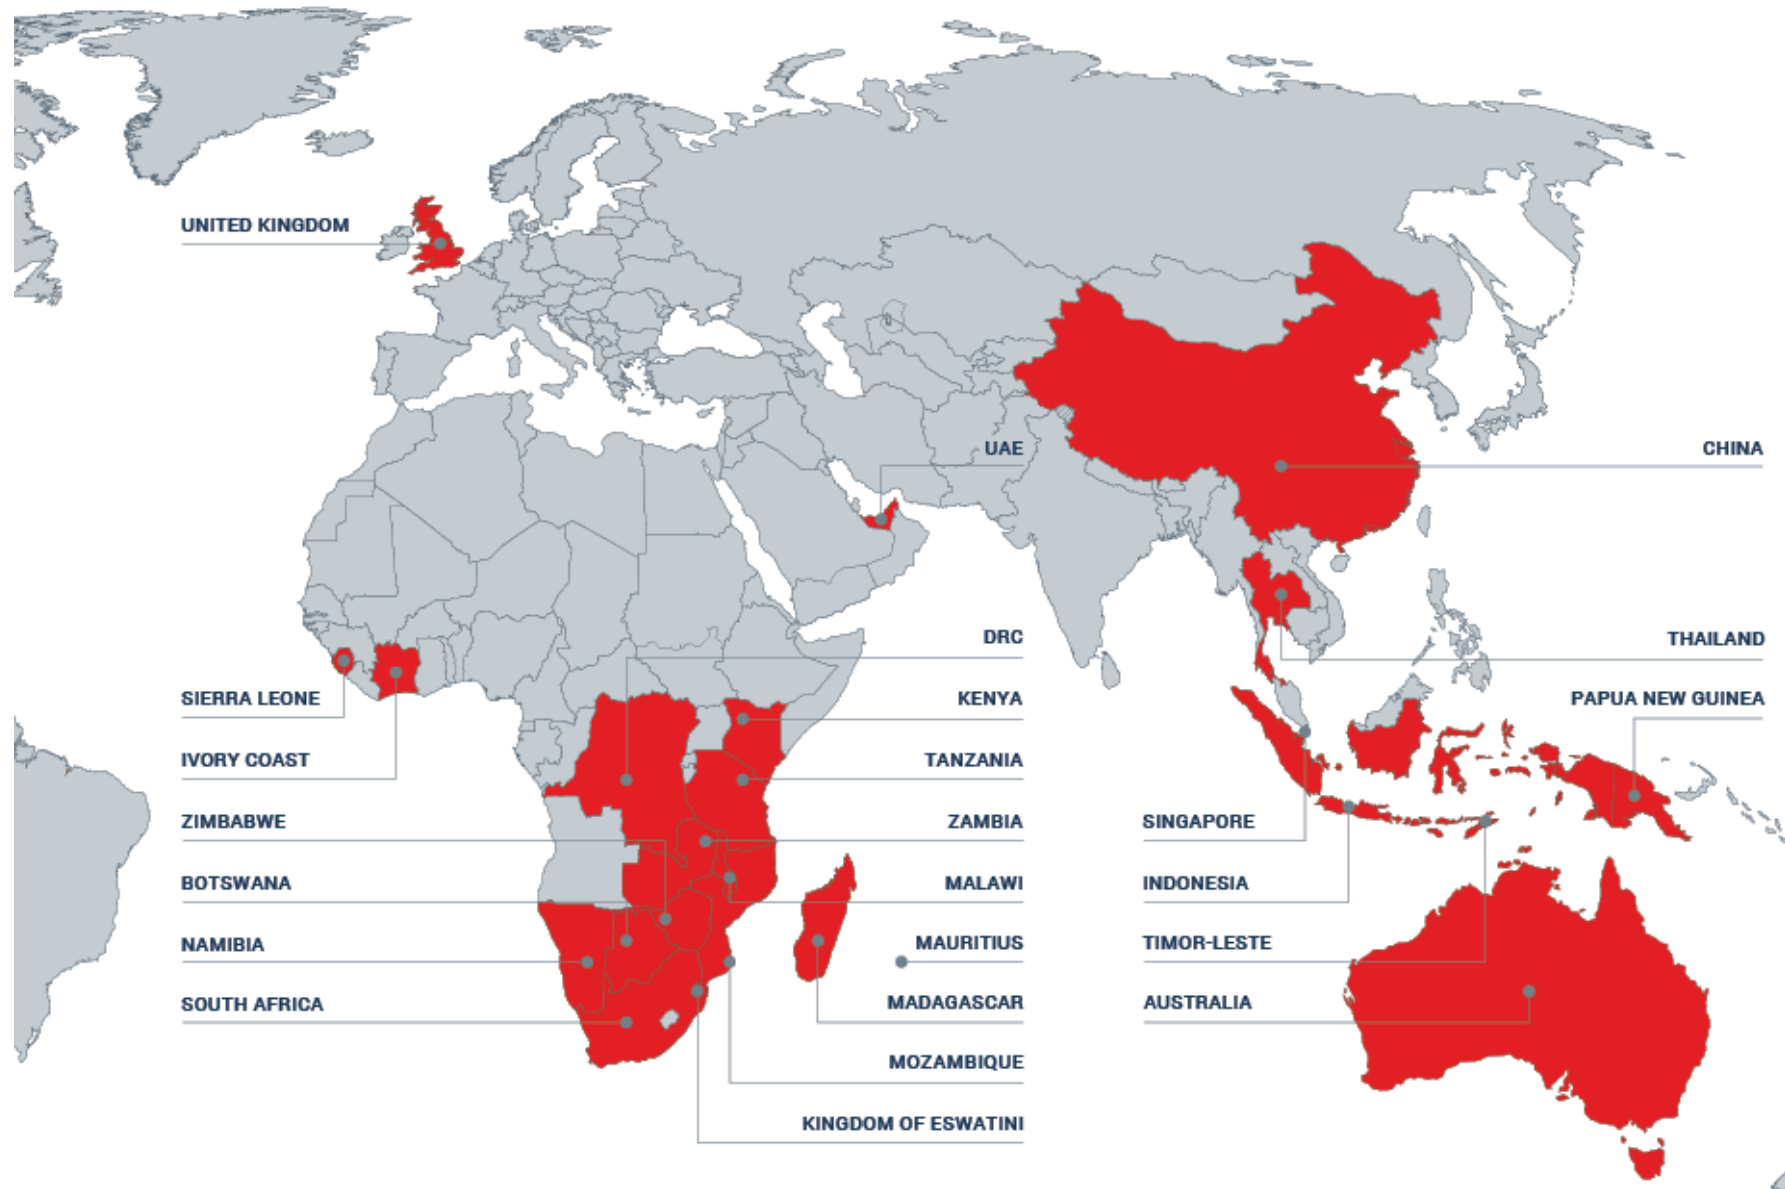 UNITED KINGDOM
UAE
CHINA
DRC
THAILAND
SIERRA LEONE
KENYA
PAPUA NEW GUINEA
IVORY COAST
TANZANIA
ZIMBABWE
ZAMBIA
SINGAPORE
BOTSWANA
MALAWI
INDONESIA
NAMIBIA
MAURITIUS
TIMOR-LESTE
SOUTH AFRICA
MADAGASCAR
AUSTRALIA
MOZAMBIQUE
KINGDOM OF ESWATINI